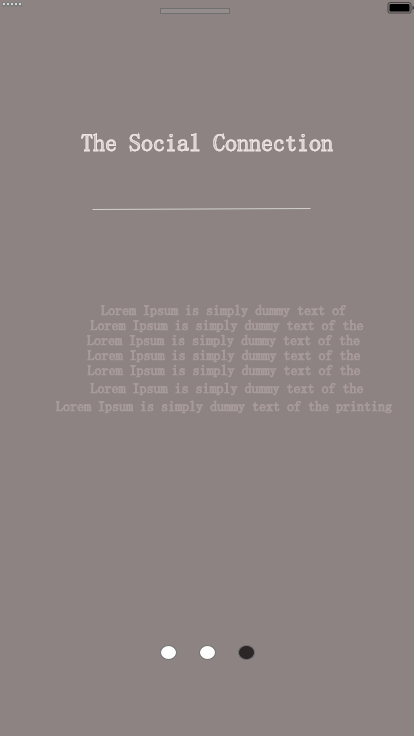 The Social Connection
Lorem Ipsum is simply dummy text of
Lorem Ipsum is simply dummy text of the
Lorem Ipsum is simply dummy text of the
Lorem Ipsum is simply dummy text of the
Lorem Ipsum is simply dummy text of the
Lorem Ipsum is simply dummy text of the
Lorem Ipsum is simply dummy text of the printing